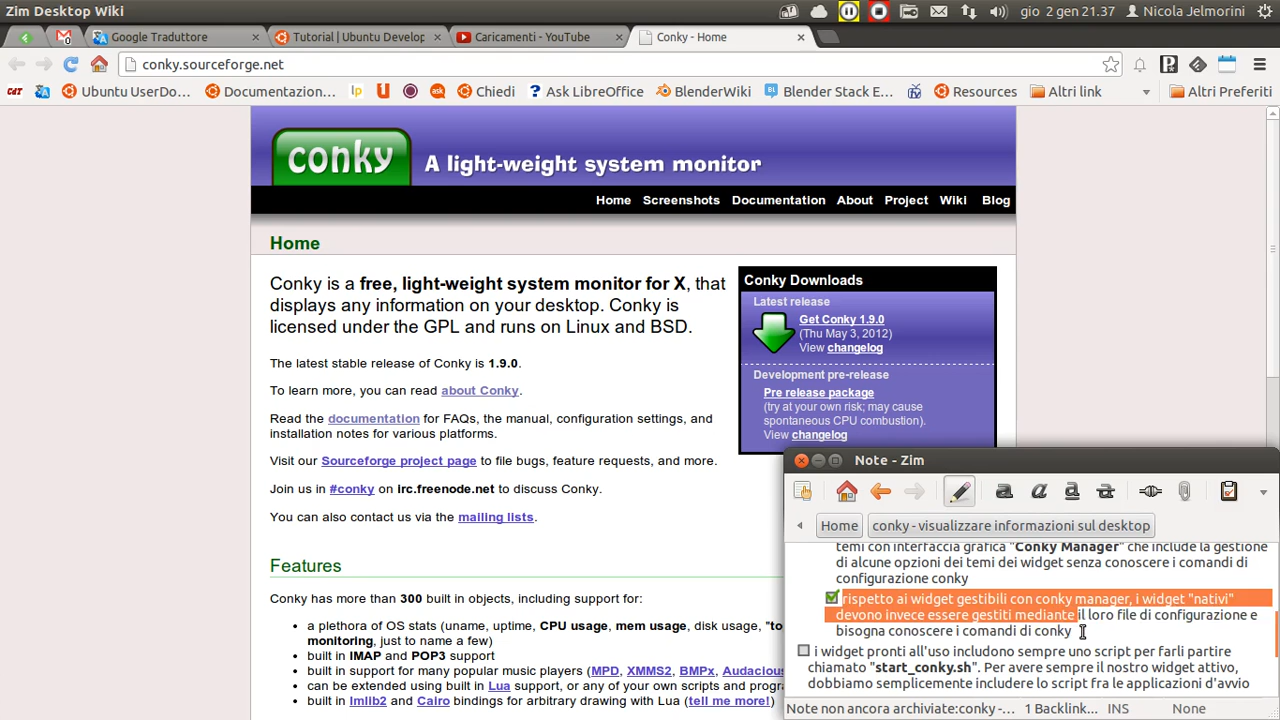 Zim Desktop Wiki
gio 2 gen 21.37
Nicola Jelmorini
Google Traduttore
Tutorial | Ubuntu Develop
Caricamenti - YouTube
Conky - Home
conky.sourceforge.net
CdT
Ubuntu UserDo...
Documentazion...
lp
U
ask
Chiedi
? Ask LibreOffice
BlenderWiki
Blender Stack E...
Resources
Altri link
Altri Preferiti
conky
A light-weight system monitor
Home Screenshots Documentation About Project Wiki Blog
Home
Conky is a free, light-weight system monitor for X, that
displays any information on your desktop. Conky is
licensed under the GPL and runs on Linux and BSD.
The latest stable release of Conky is 1.9.0.
To learn more, you can read about Conky.
Read the documentation for FAQs, the manual, configuration settings, and
installation notes for various platforms.
Visit our Sourceforge project page to file bugs, feature requests, and more.
Join us in #conky on irc.freenode.net to discuss Conky.
You can also contact us via the mailing lists.
Conky Downloads
Latest release
Get Conky 1.9.0
(Thu May 3, 2012)
View changelog
Development pre-release
Pre release package
(try at your own risk; may cause
spontaneous CPU combustion).
View changelog
Features
Conky has more than 300 built in objects, including support for:
a plethora of OS stats (uname, uptime, CPU usage, mem usage, disk usage, "to
monitoring, just to name a few)
built in IMAP and POP3 support
built in support for many popular music players (MPD, XMMS2, BMPx, Audacious
can be extended using built in Lua support, or any of your own scripts and progra
built in Imlib2 and Cairo bindings for arbitrary drawing with Lua (tell me more!)
Note - Zim
Home
conky - visualizzare informazioni sul desktop
temi con interfaccia grafica "Conky Manager" che include la gestione
di alcune opzioni dei temi dei widget senza conoscere i comandi di
configurazione conky
rispetto ai widget gestibili con conky manager, i widget "nativi"
devono invece essere gestiti mediante il loro file di configurazione e
bisogna conoscere i comandi di conky
i widget pronti all'uso includono sempre uno script per farli partire
chiamato "start_conky.sh". Per avere sempre il nostro widget attivo,
dobbiamo semplicemente includere lo script fra le applicazioni d'avvio
Note non ancora archiviate:conky -...
1 Backlink...
INS
None